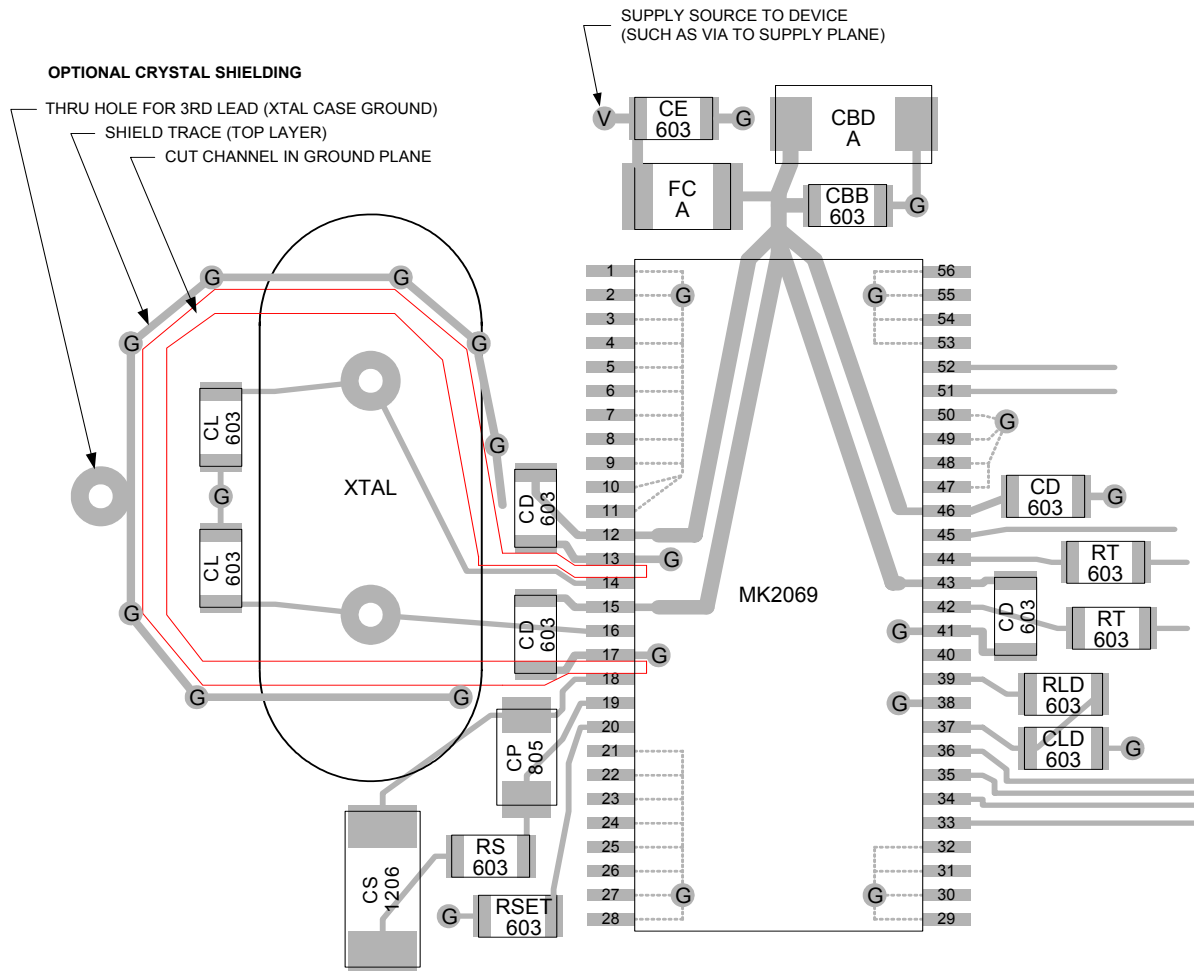 SUPPLY SOURCE TO DEVICE
(SUCH AS VIA TO SUPPLY PLANE)
OPTIONAL CRYSTAL SHIELDING
THRU HOLE FOR 3RD LEAD (XTAL CASE GROUND)
SHIELD TRACE (TOP LAYER)
CUT CHANNEL IN GROUND PLANE
V
CE
603
G
CBD
A
FC
A
CBB
603
G
G
G
G
G
G
G
G
G
G
CL
603
G
CL
603
XTAL
CD
603
CD
603
1
2
3
4
5
6
7
8
9
10
11
12
13
14
15
16
17
18
19
20
21
22
23
24
25
26
27
28
G
G
G
G
MK2069
G
G
G
G
56
55
54
53
52
51
50
49
48
47
46
45
44
43
42
41
40
39
38
37
36
35
34
33
32
31
30
29
G
CD
603
G
RT
603
CD
603
RT
603
RLD
603
CLD
603
G
CP
805
CS
1206
RS
603
G
RSET
603